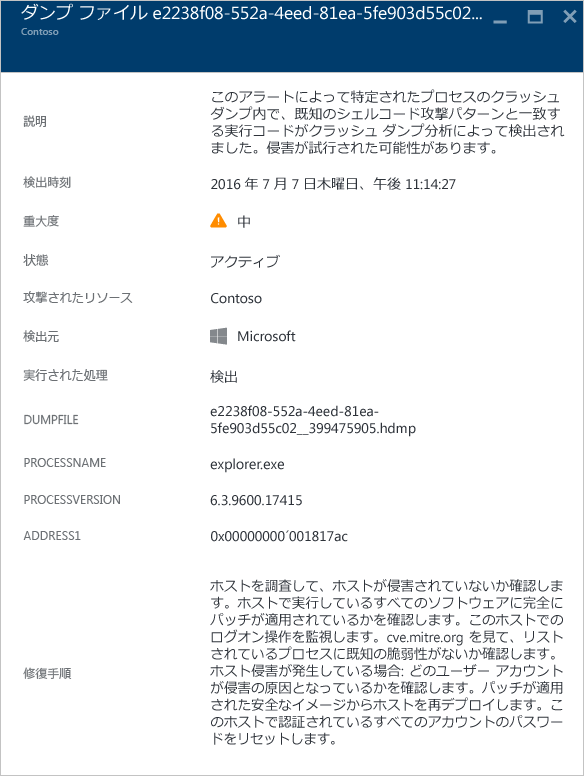 ダンプ ファイル e2238f08-552a-4eed-81ea-5fe903d55c02...
Contoso
説明
このアラートによって特定されたプロセスのクラッシュ
ダンプ内で、既知のシェルコード攻撃パターンと一致す
る実行コードがクラッシュ ダンプ分析によって検出され
ました。侵害が試行された可能性があります。
検出時刻
2016 年 7 月 7 日木曜日、午後 11:14:27
重大度
中
状態
アクティブ
攻撃されたリソース
Contoso
検出元
Microsoft
実行された処理
検出
DUMPFILE
e2238f08-552a-4eed-81ea-
5fe903d55c02__399475905.hdmp
PROCESSNAME
explorer.exe
PROCESSVERSION
6.3.9600.17415
ADDRESS1
0x00000000´001817ac
修復手順
ホストを調査して、ホストが侵害されていないか確認しま
す。ホストで実行しているすべてのソフトウェアに完全に
パッチが適用されているかを確認します。このホストでの
ログオン操作を監視します。cve.mitre.org を見て、リスト
されているプロセスに既知の脆弱性がないか確認します。
ホスト侵害が発生している場合: どのユーザー アカウント
が侵害の原因となっているかを確認します。パッチが適用
された安全なイメージからホストを再デプロイします。こ
のホストで認証されているすべてのアカウントのパスワー
ドをリセットします。